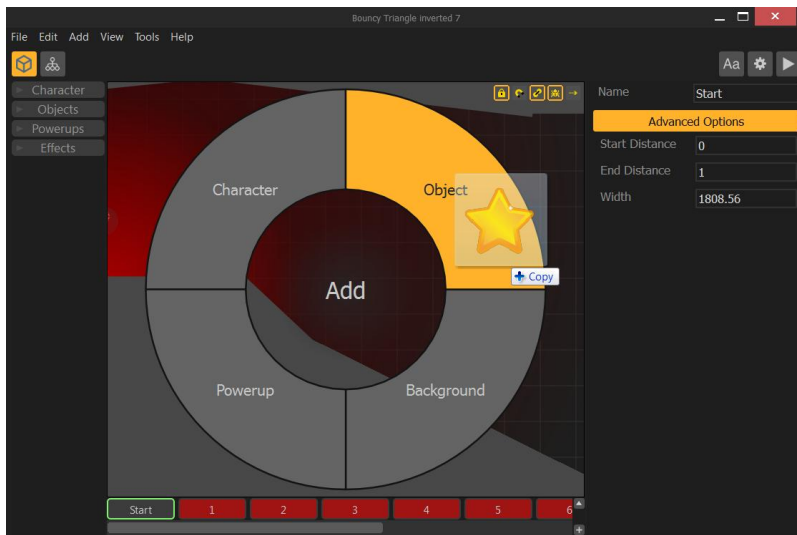 Bouncy Triangle inverted 7
File Edit Add View Tools Help
Aa
Character
Objects
Powerups
Effects
Character
Object
Copy
Add
Powerup
Background
Name Start
Advanced Options
Start Distance 0
End Distance 1
Width 1808.56
Start 1 2 3 4 5 6